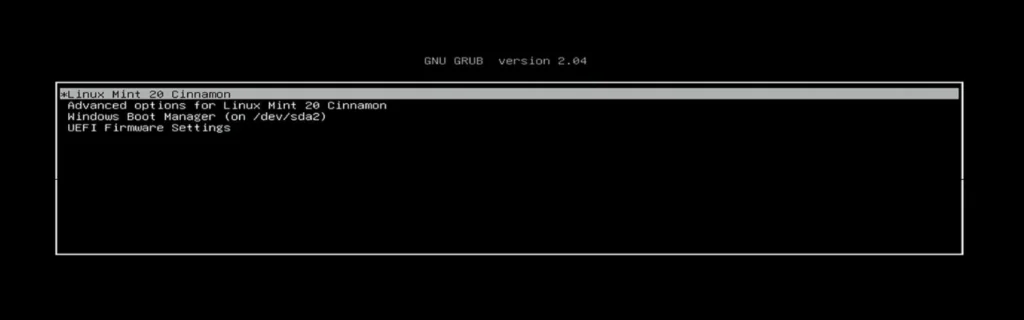 GNU GRUB  version 2.04
*Linux Mint 20 Cinnamon
Advanced options for Linux Mint 20 Cinnamon
Windows Boot Manager (on /dev/sda2)
UEFI Firmware Settings